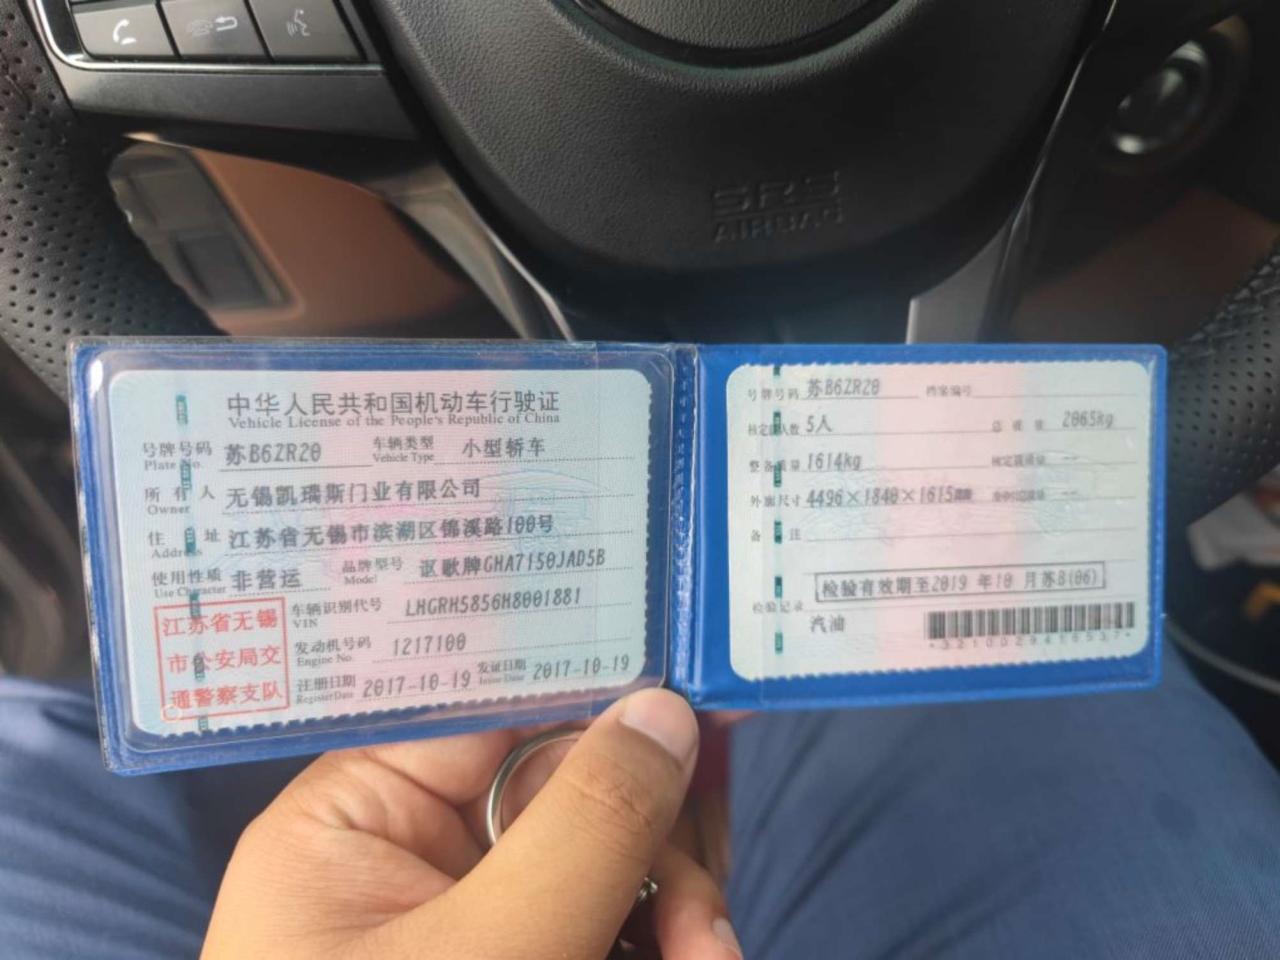 SRS
AIRBAG
中华人民共和国机动车行驶证
Vehicle License of the People's Republic of China
号牌号码 苏B6ZR20 车辆类型 小型轿车
Plate No. Vehicle Type
所有人 无锡凯瑞斯门业有限公司
Owner
住址 江苏省无锡市滨湖区锦溪路100号
Address
使用性质 非营运 品牌型号 讴歌牌GHA7150JAD5B
Use Character Model
江苏省无锡
市公安局交
通警察支队
车辆识别代号 LHGRH5856H8001881
VIN
发动机号码 1217100
Engine No.
注册日期 2017-10-19 发证日期 2017-10-19
Register Date Issue Date
号牌号码 苏B6ZR20 档案编号
核定载人数 5人 总质量 2065kg
整备质量 1614kg 核定载质量 --
外廓尺寸 4496×1840×1615 --
备注
检验有效期至2019 年10 月苏B(06)
检验记录
汽油